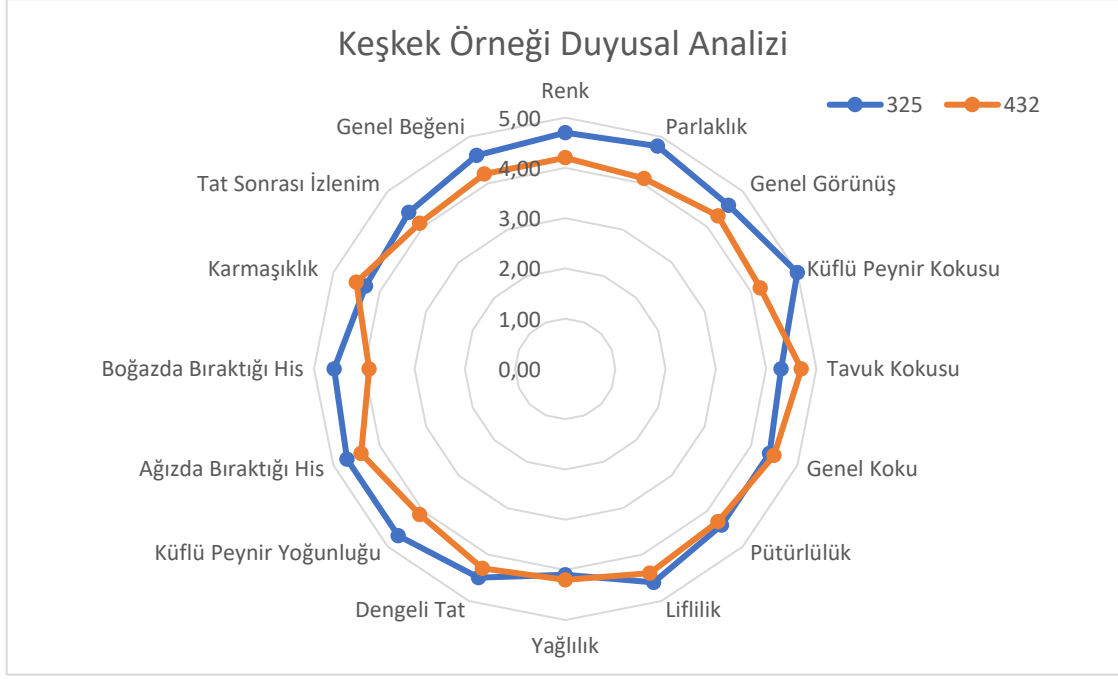 Keşkek Örneği Duyusal Analizi
325
432
Renk
Parlaklık
Genel Görünüş
Küflü Peynir Kokusu
Tavuk Kokusu
Genel Koku
Pütürlülük
Liflilik
Yağlılık
Dengeli Tat
Küflü Peynir Yoğunluğu
Ağızda Bıraktığı His
Boğazda Bıraktığı His
Karmaşıklık
Tat Sonrası İzlenim
Genel Beğeni
5,00
4,00
3,00
2,00
1,00
0,00